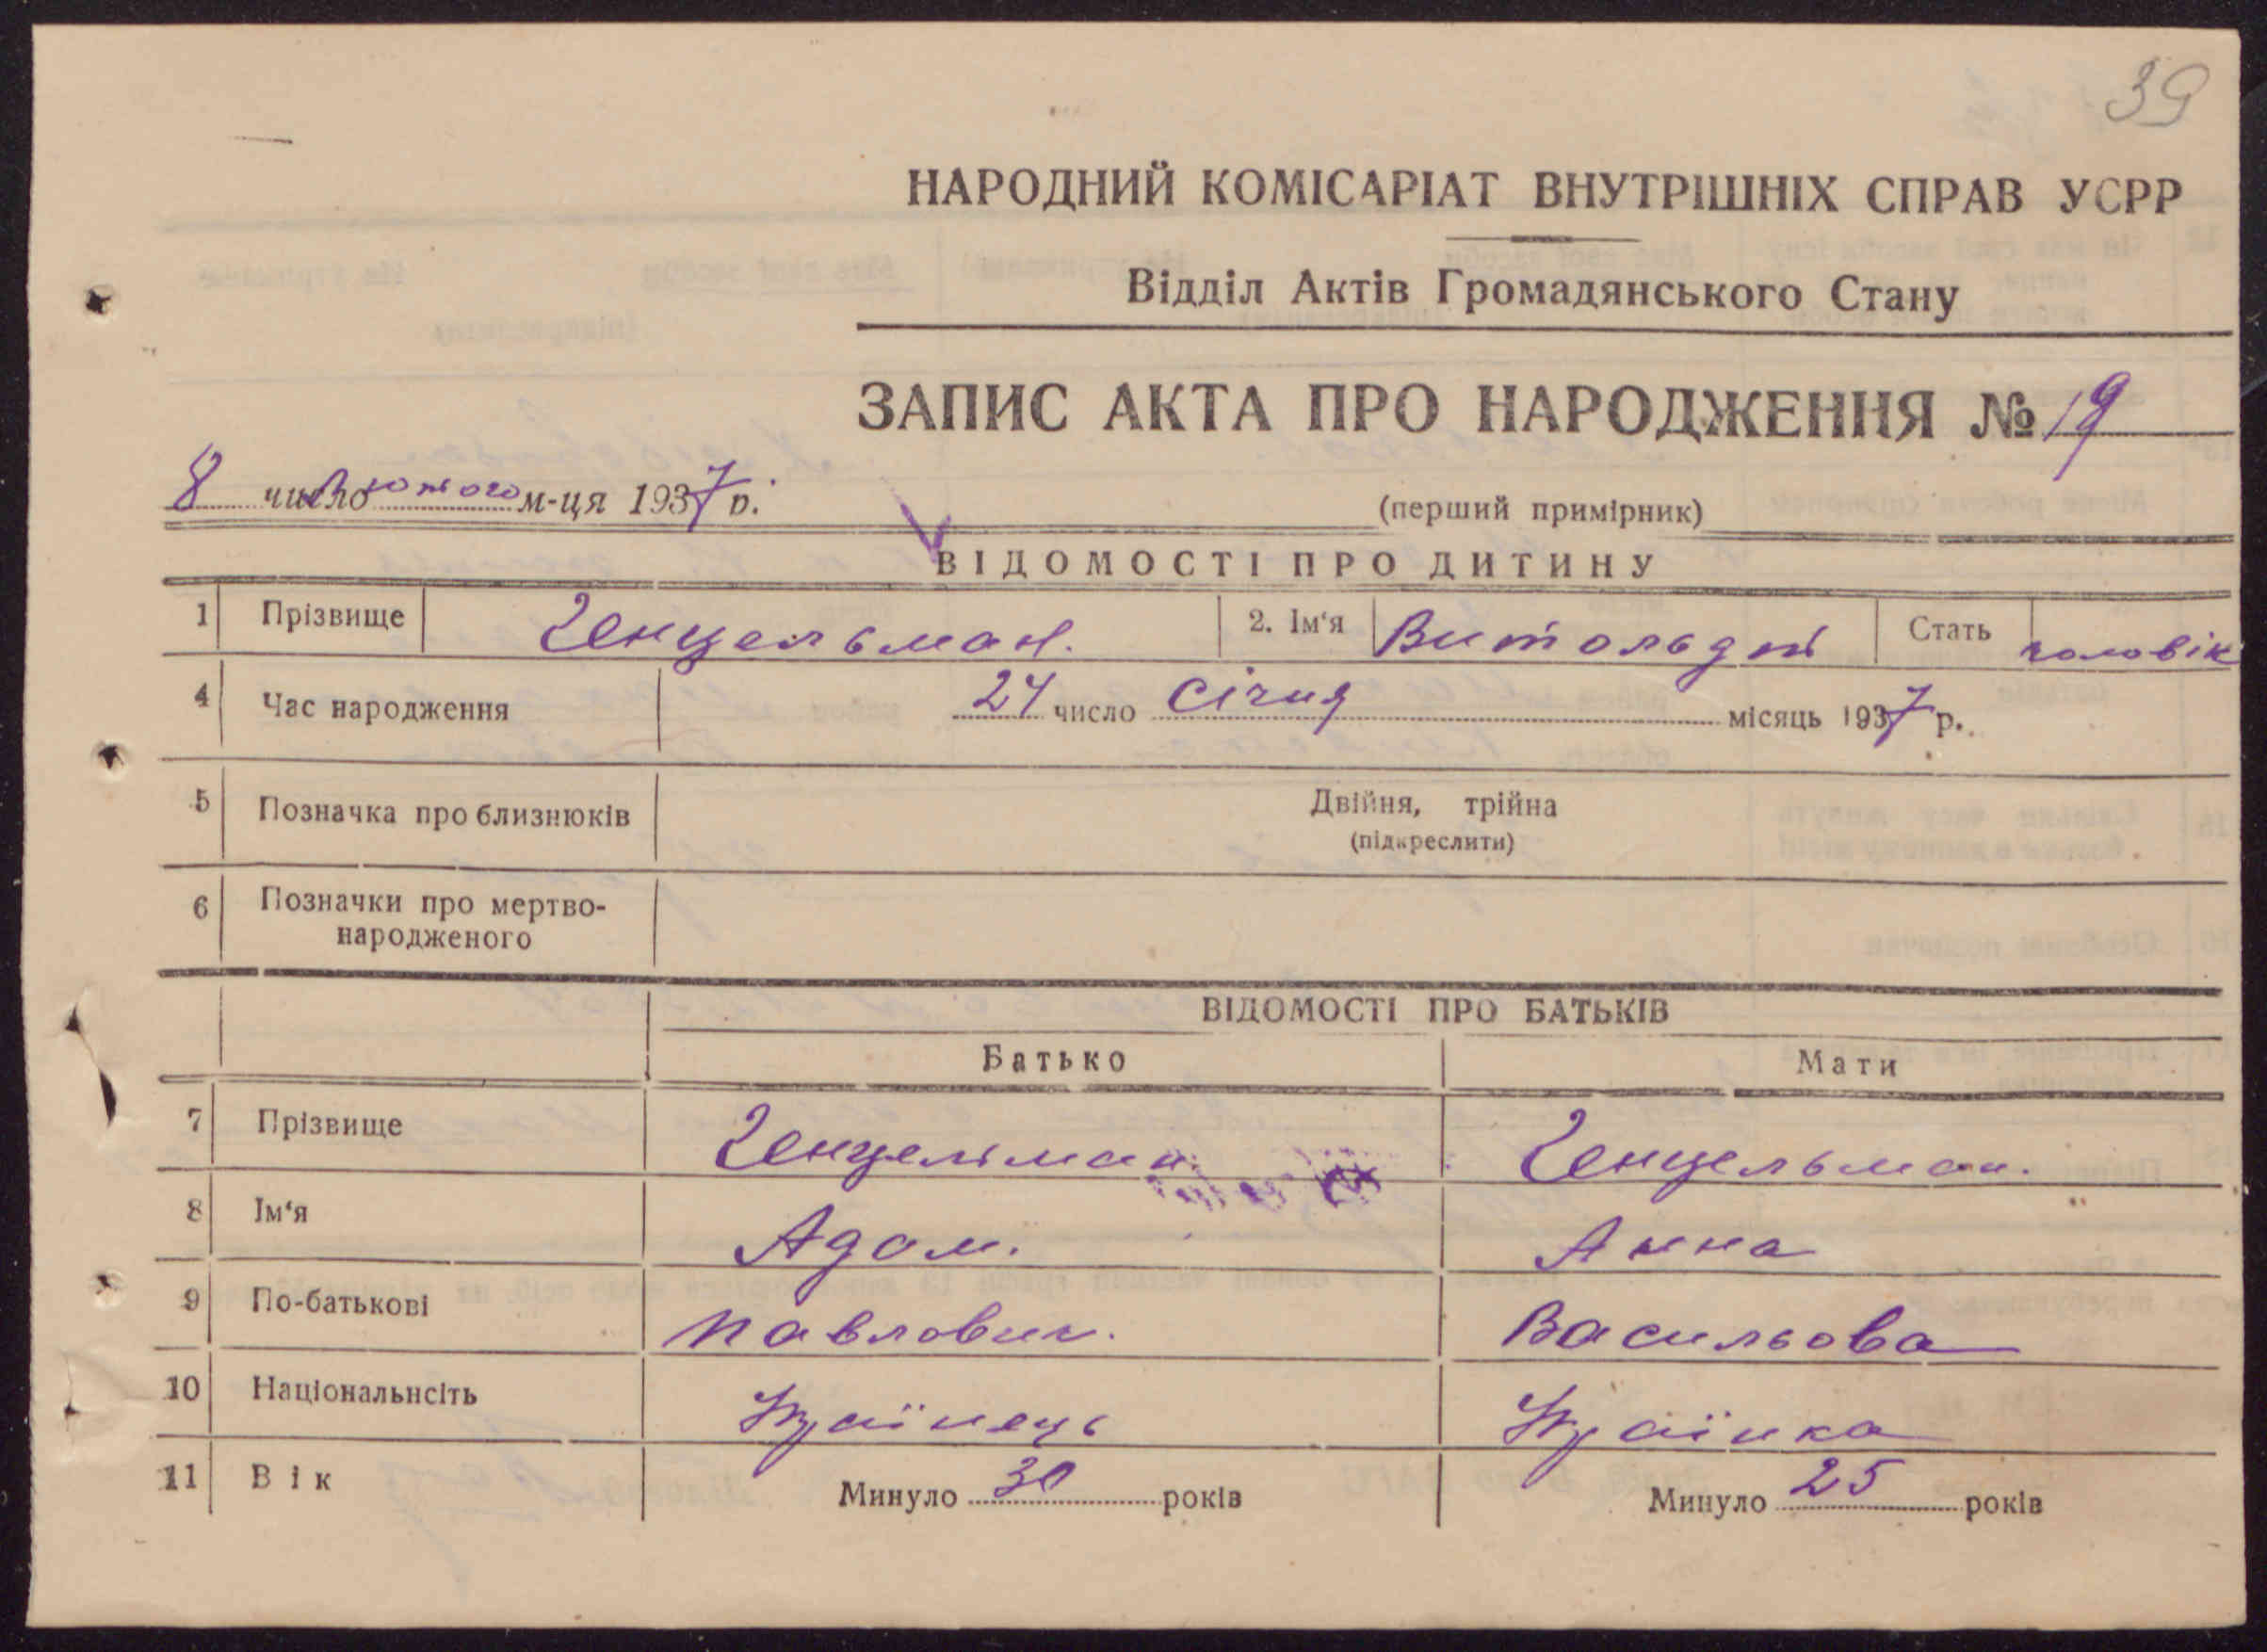 39
НАРОДНИЙ КОМІСАРІАТ ВНУТРІШНІХ СПРАВ УСРР
Відділ Актів Громадянського Стану
ЗАПИС АКТА ПРО НАРОДЖЕННЯ № 19
8 число лютого м-ця 1937 р.
(перший примірник)
ВІДОМОСТІ ПРО ДИТИНУ
1 Прізвище Генцельман. 2. Ім‘я Витольд Стать чоловік
4 Час народження 24 число січня місяць 1937 р.
5 Позначка про близнюків Двійня, трійна
(підкреслити)
6 Позначки про мертво-
народженого
ВІДОМОСТІ ПРО БАТЬКІВ
Батько Мати
7 Прізвище Генцельман. Генцельман.
8 Ім‘я Адам. Анна
9 По-батькові Павлович. Васильова
10 Національнсіть Українець Українка
11 Вік Минуло 30 років Минуло 25 років